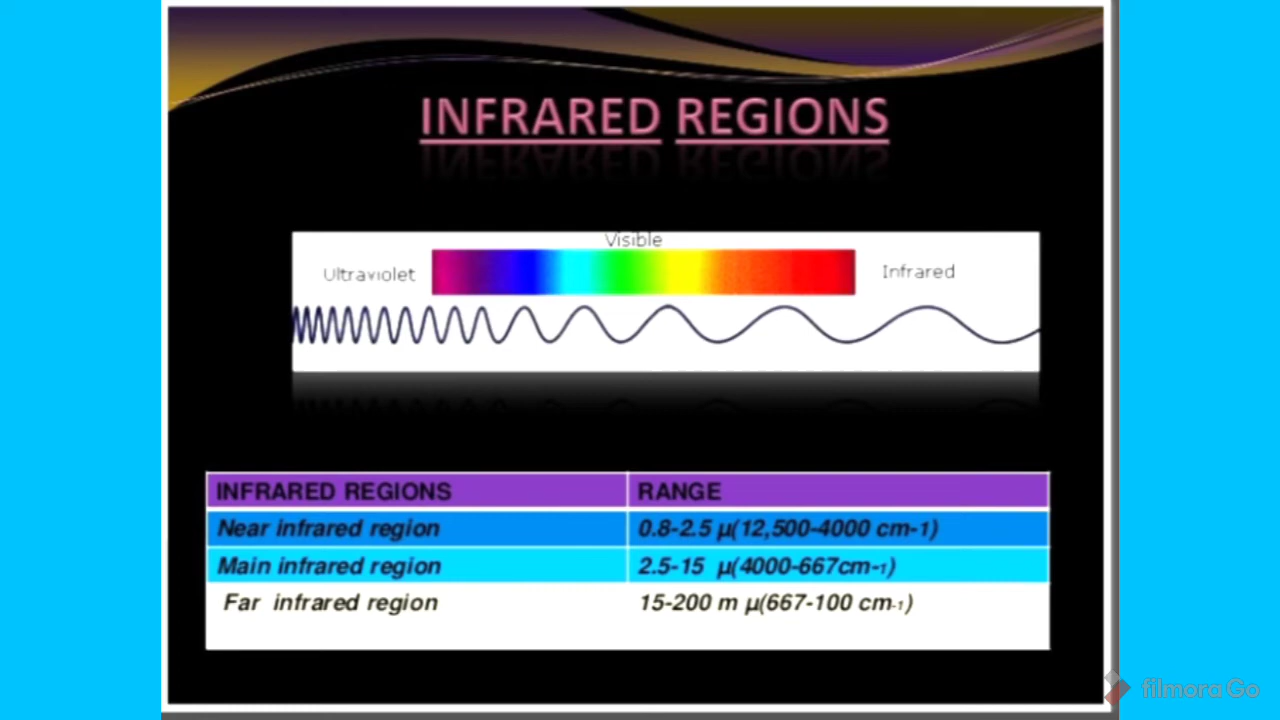 INFRARED REGIONS
Visible
Ultraviolet
Infrared
INFRARED REGIONS RANGE
Near infrared region 0.8-2.5 µ(12,500-4000 cm-1)
Main infrared region 2.5-15 µ(4000-667cm-1)
Far infrared region 15-200 m µ(667-100 cm-1)
filmora Go